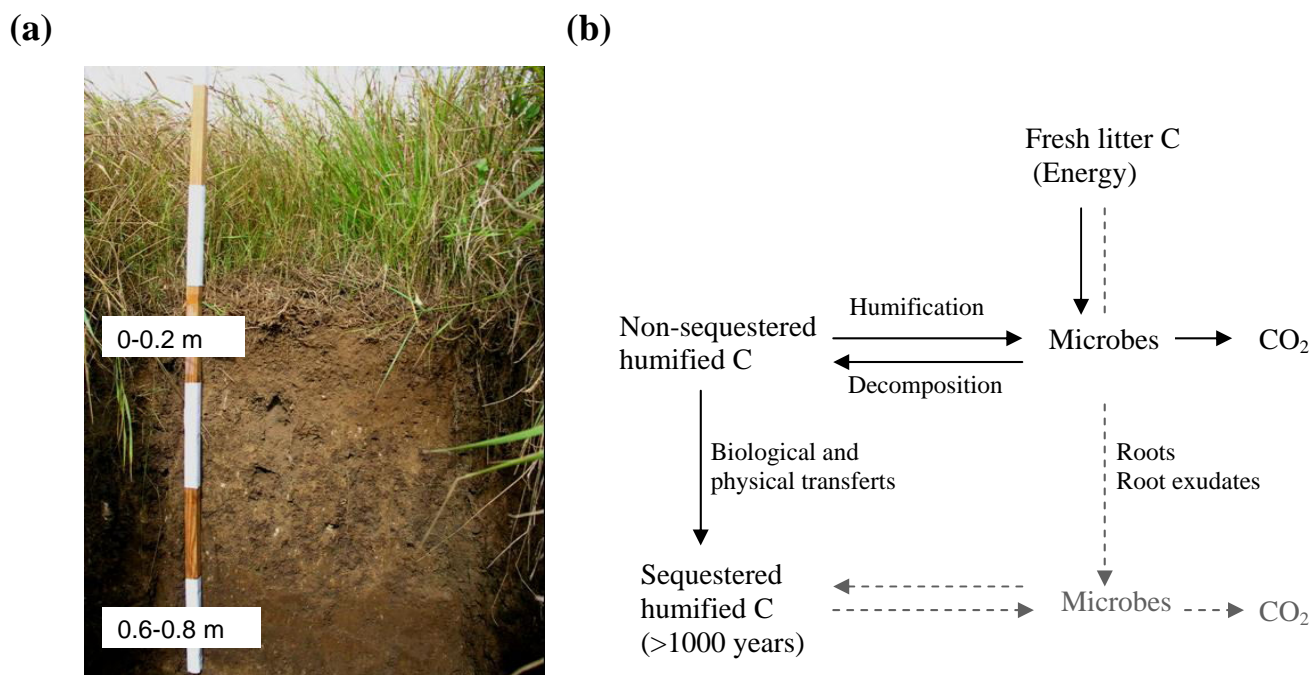 (a)
0-0.2 m
0.6-0.8 m
(b)
Fresh litter C
(Energy)
Humification
Non-sequestered
humified C
Microbes
CO₂
Decomposition
Biological and
physical transferts
Roots
Root exudates
Sequestered
humified C
(>1000 years)
Microbes
CO₂